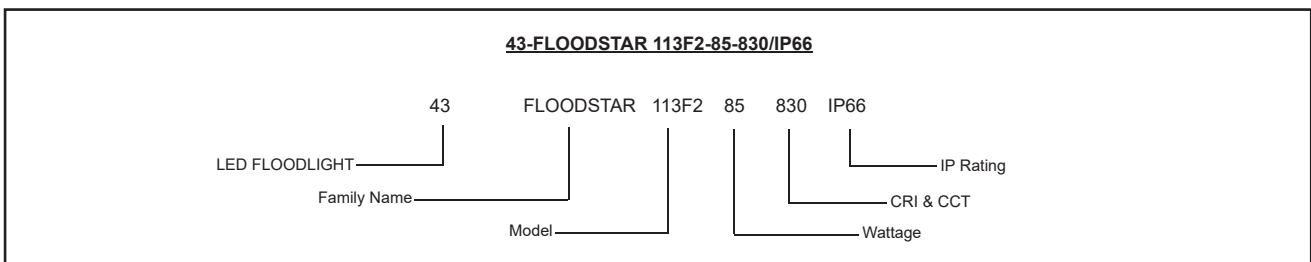 43-FLOODSTAR 113F2-85-830/IP66
43 FLOODSTAR 113F2 85 830 IP66
LED FLOODLIGHT IP Rating
Family Name CRI & CCT
Model Wattage